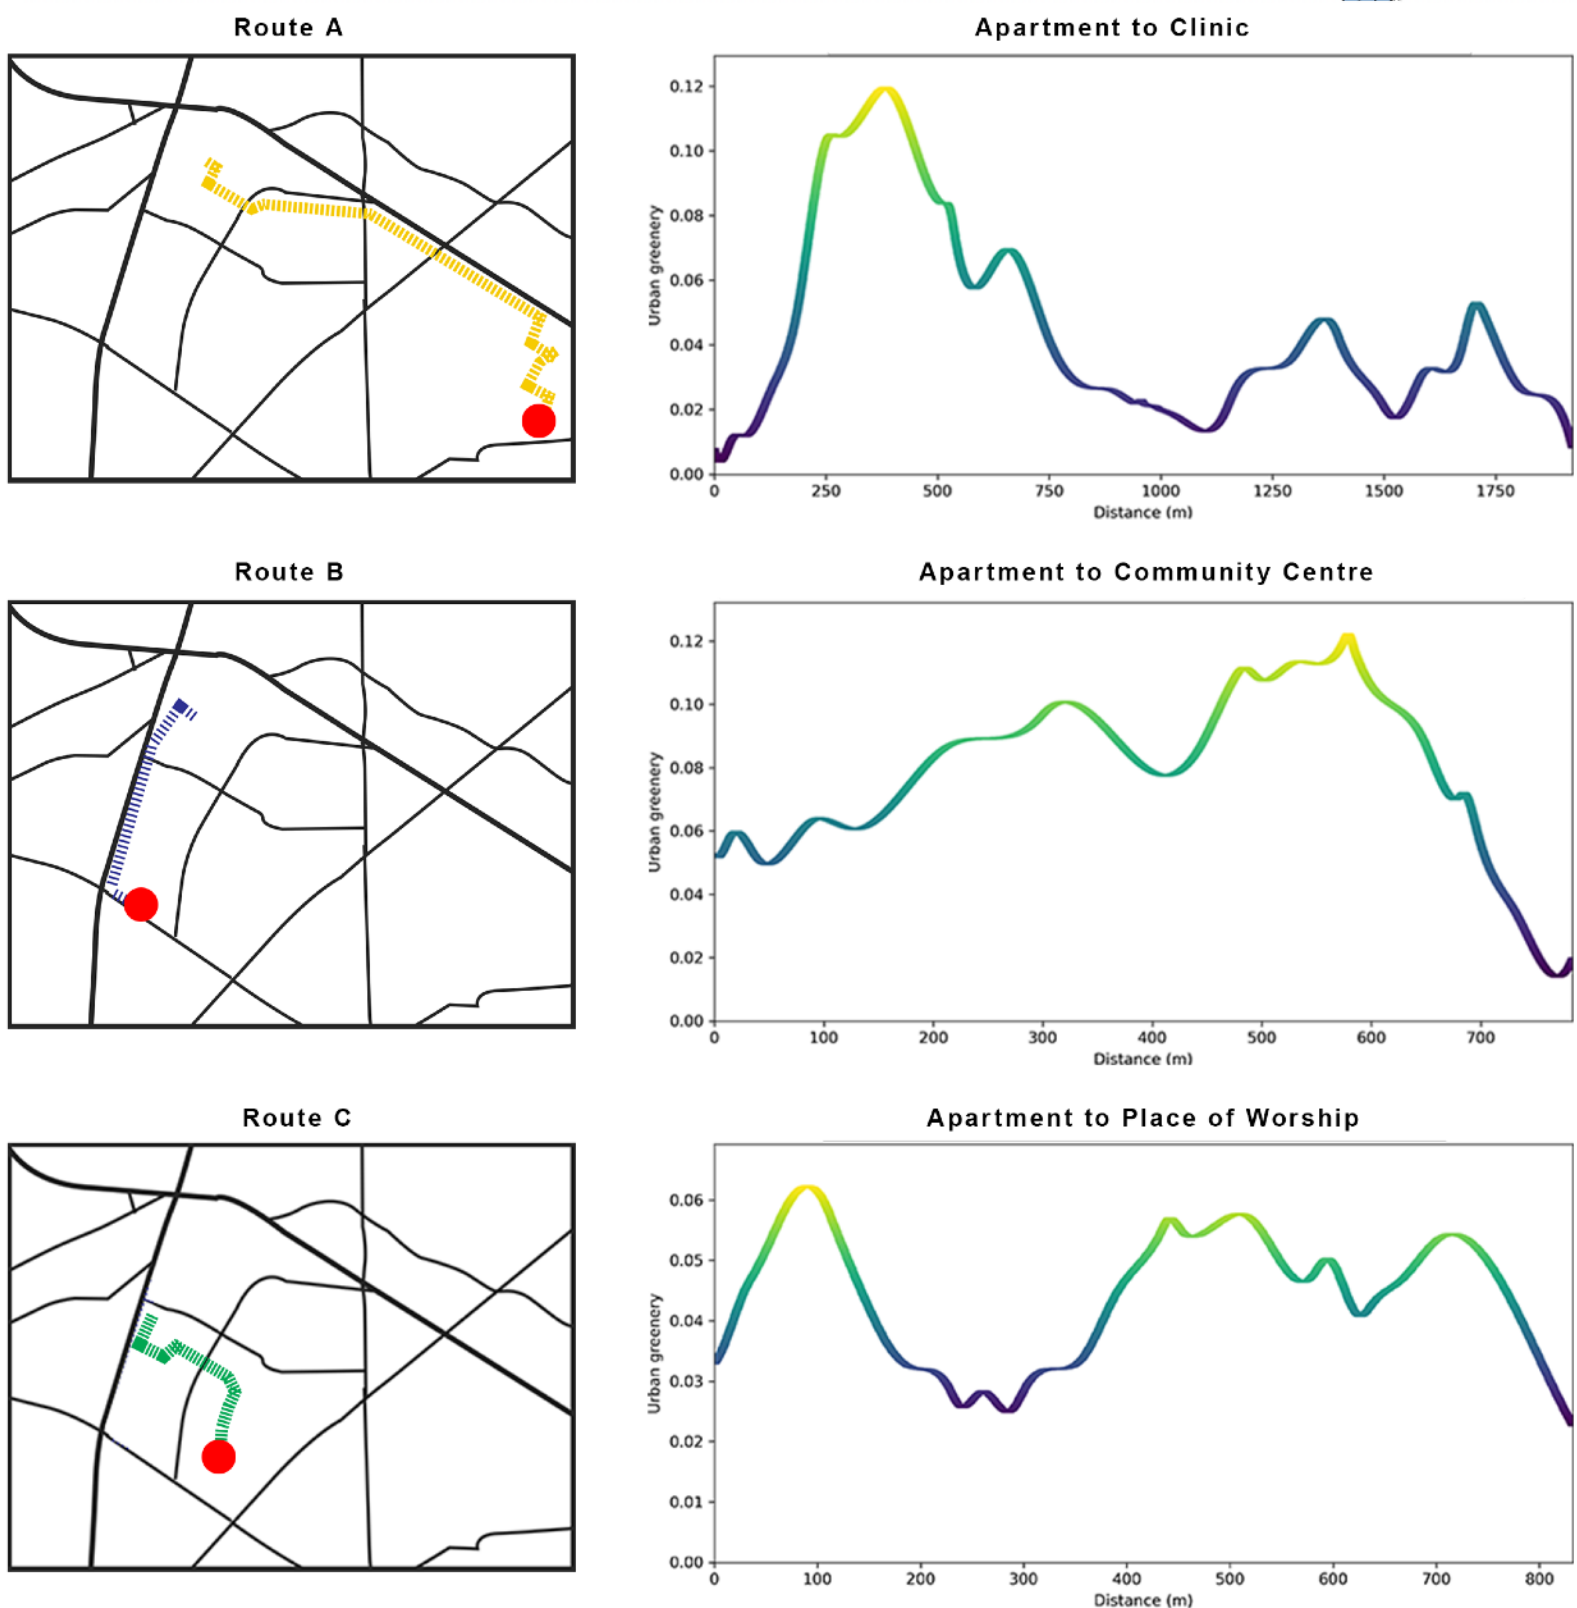 Route A
Apartment to Clinic
0.12
0.10
0.08
0.06
0.04
0.02
0.00
Urban greenery
0 250 500 750 1000 1250 1500 1750
Distance (m)
Route B
Apartment to Community Centre
0.12
0.10
0.08
0.06
0.04
0.02
0.00
Urban greenery
0 100 200 300 400 500 600 700
Distance (m)
Route C
Apartment to Place of Worship
0.06
0.05
0.04
0.03
0.02
0.01
0.00
Urban greenery
0 100 200 300 400 500 600 700 800
Distance (m)